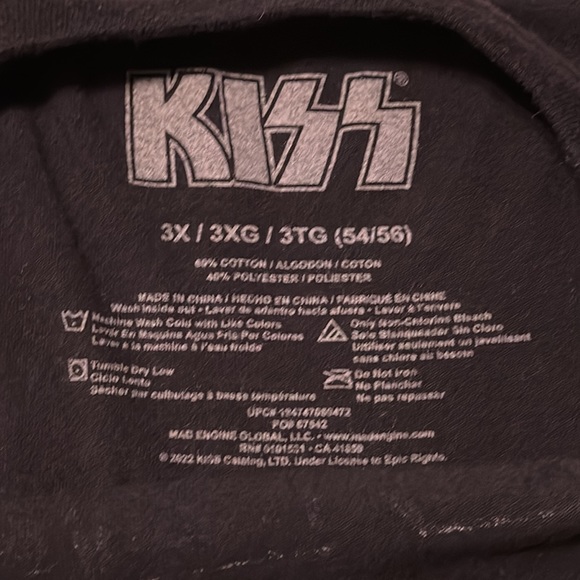 KISS®
3X / 3XG / 3TG (54/56)
60% COTTON / ALGODON / COTON
40% POLYESTER / POLIESTER
MADE IN CHINA / HECHO EN CHINA / FABRIQUÉ EN CHINE
Wash inside out • Lavar de adentro hacia afuera • Laver à l'envers
Machine Wash Cold with Like Colors
Lavar En Maquina Agua Fria Por Colores
Laver à la machine à l'eau froide
Only Non-Chlorine Bleach
Solo Blanqueador Sin Cloro
Utiliser seulement un javellisant
sans chlore au besoin
Tumble Dry Low
Ciclo Lento
Sécher par culbutage à basse température
Do Not Iron
No Planchar
Ne pas repasser
UPC#
PO# 67542
MAD ENGINE GLOBAL, LLC. • www.madengine.com
RN# CA
© 2022 KISS Catalog, LTD. Under License to Epic Rights.